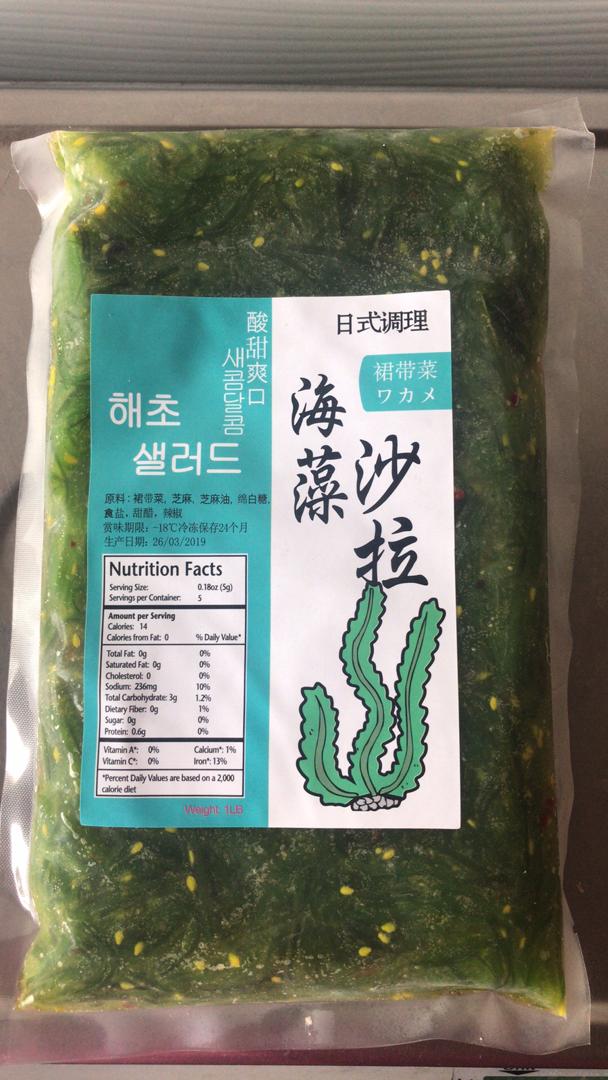 日式调理
裙带菜
ワカメ
海藻
沙拉
酸甜爽口
새콤달콤
해초
샐러드
原料：裙带菜, 芝麻, 芝麻油, 绵白糖,
食盐，甜醋，辣椒
赏味期限：-18℃冷冻保存24个月
生产日期：26/03/2019
Nutrition Facts
Serving Size: 0.18oz (5g)
Servings per Container: 5
Amount per Serving
Calories: 14
Calories from Fat: 0 % Daily Value*
Total Fat: 0g 0%
Saturated Fat: 0g 0%
Cholesterol: 0 0%
Sodium: 236mg 10%
Total Carbohydrate: 3g 1.2%
Dietary Fiber: 0g 1%
Sugar: 0g 0%
Protein: 0.6g 0%
Vitamin A*: 0% Calcium*: 1%
Vitamin C*: 0% Iron*: 13%
*Percent Daily Values are based on a 2,000
calorie diet
Weight: 1LB